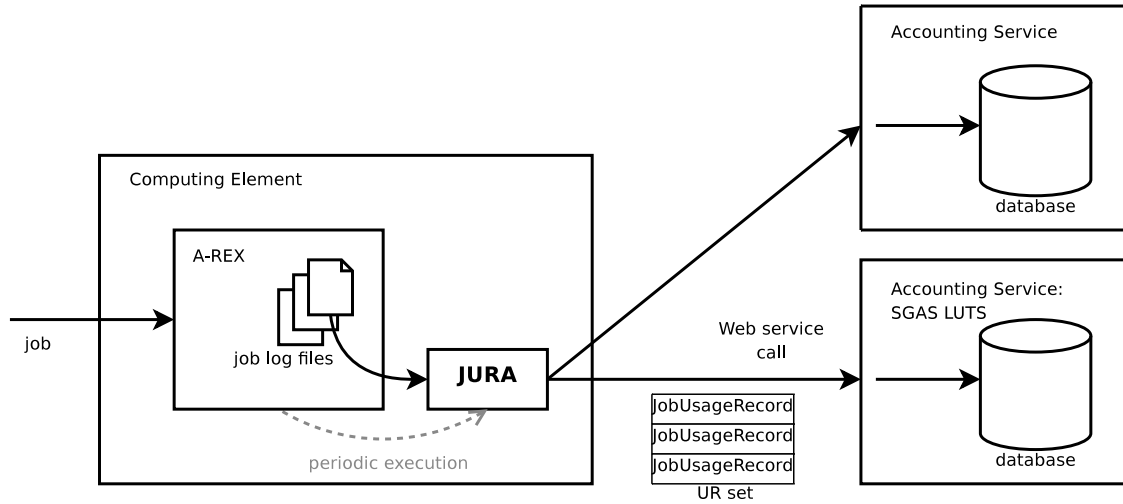 Accounting Service
database
Computing Element
A-REX
job log files
job
JURA
periodic execution
Web service
call
JobUsageRecord
JobUsageRecord
JobUsageRecord
UR set
Accounting Service:
SGAS LUTS
database